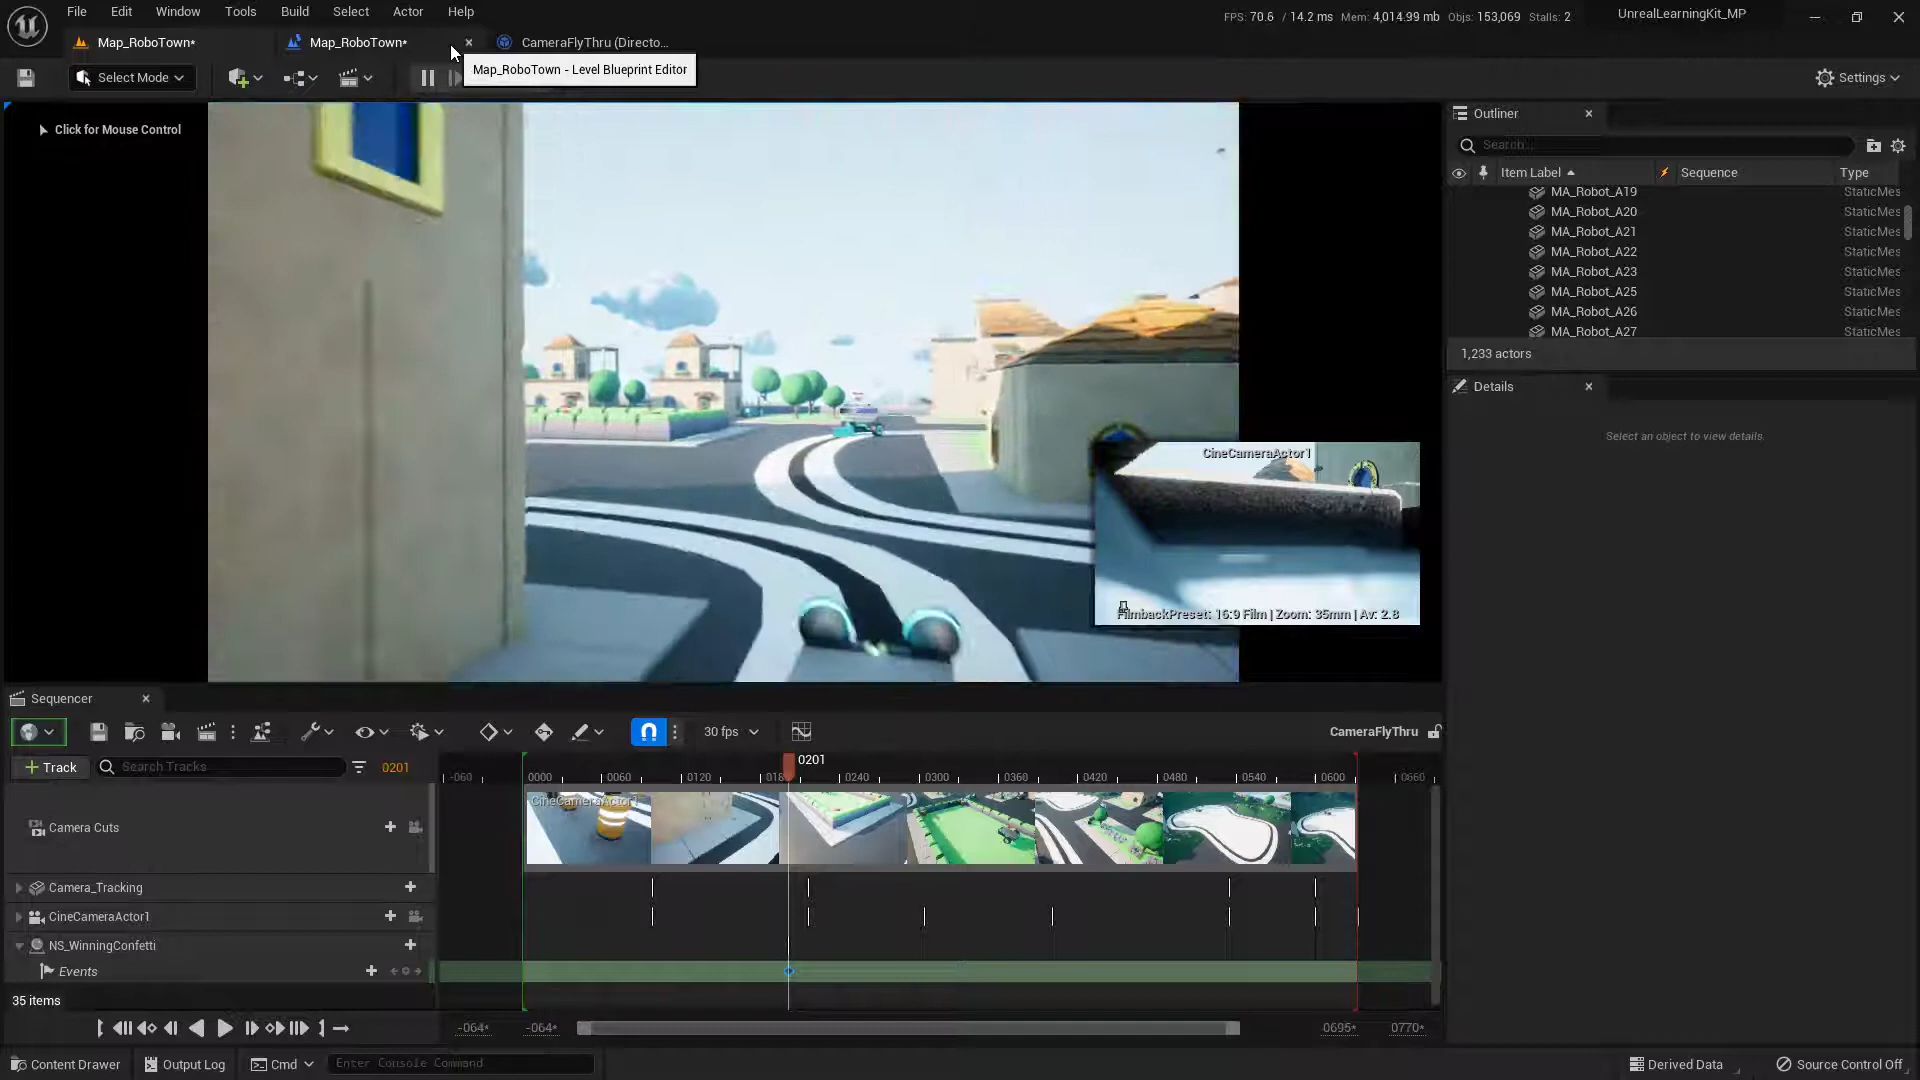 File Edit Window Tools Build Select Actor Help
FPS: 70.6 / 14.2 ms Mem: 4,014.99 mb Objs: 153,069 Stalls: 2
UnrealLearningKit_MP
Map_RoboTown*
Map_RoboTown*
CameraFlyThru (Directo...
Map_RoboTown - Level Blueprint Editor
Select Mode
Settings
Click for Mouse Control
Outliner
Search...
Item Label
Sequence
Type
MA_Robot_A19 StaticMes
MA_Robot_A20 StaticMes
MA_Robot_A21 StaticMes
MA_Robot_A22 StaticMes
MA_Robot_A23 StaticMes
MA_Robot_A25 StaticMes
MA_Robot_A26 StaticMes
MA_Robot_A27 StaticMes
1,233 actors
Details
Select an object to view details.
CineCameraActor1
FilmbackPreset: 16:9 Film | Zoom: 35mm | Av: 2.8
Sequencer
30 fps
CameraFlyThru
Track
Search Tracks
0201
0201
-060 0000 0060 0120 018 0240 0300 0360 0420 0480 0540 0600 0660
CineCameraActor1
Camera Cuts
Camera_Tracking
CineCameraActor1
NS_WinningConfetti
Events
35 items
-064* -064* 0695* 0770*
Content Drawer
Output Log
Cmd
Enter Console Command
Derived Data
Source Control Off